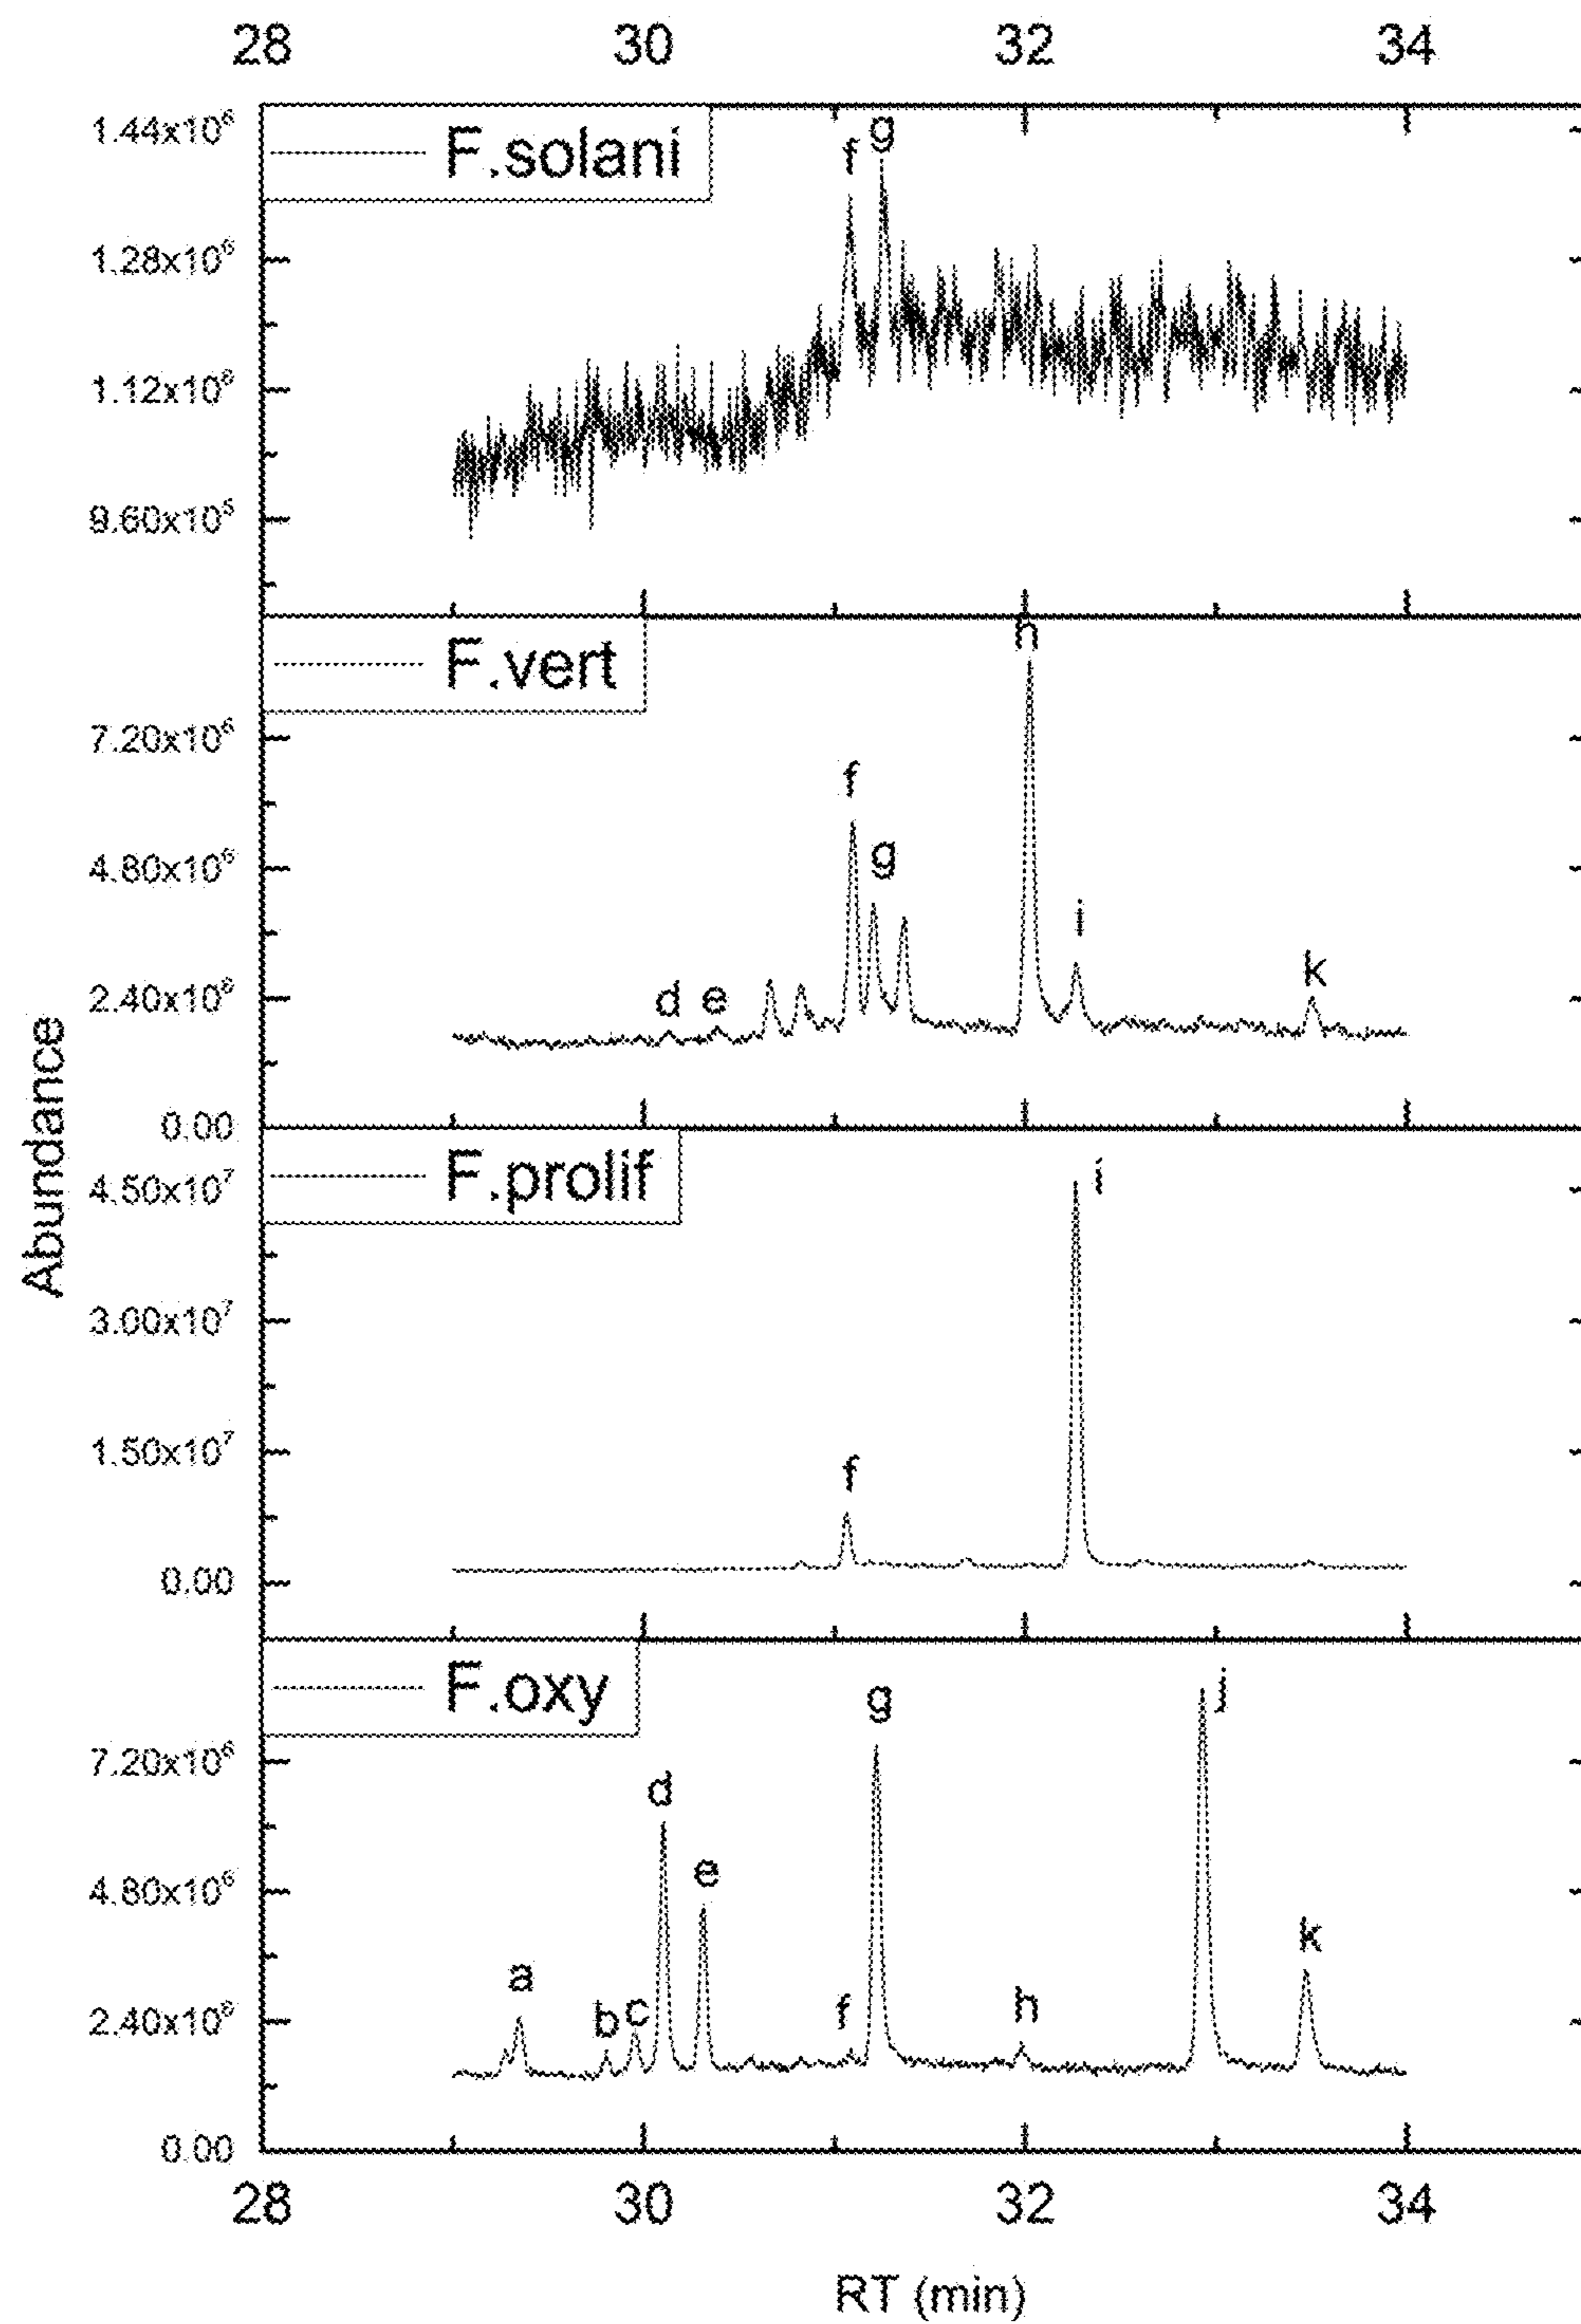 28 30 32 34
1.44x10⁶
F.solani
f g
1.28x10⁶
1.12x10⁶
9.60x10⁵
F.vert
h
7.20x10⁶
f
4.80x10⁶
g
i
2.40x10⁶
d e
k
0.00
F.prolif
4.50x10⁷
i
3.00x10⁷
1.50x10⁷
f
0.00
F.oxy
g j
7.20x10⁶
d
4.80x10⁶
e
k
a
2.40x10⁶
b c f h
0.00
28 30 32 34
RT (min)
Abundance